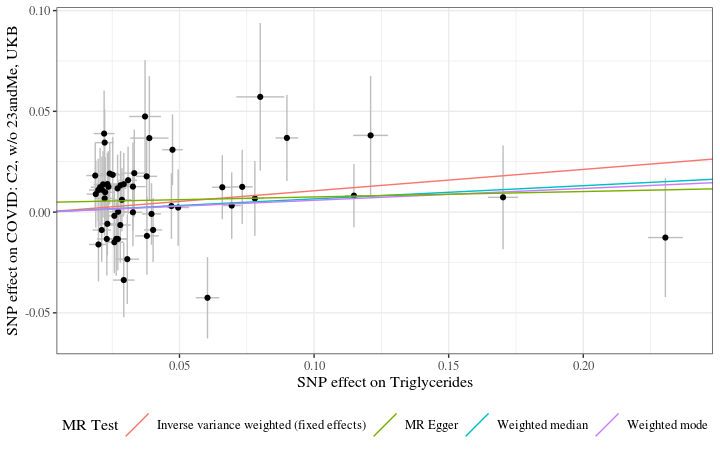 0.10
0.05
0.00
-0.05
SNP effect on COVID: C2, w/o 23andMe, UKB
0.05
0.10
0.15
0.20
SNP effect on Triglycerides
MR Test
Inverse variance weighted (fixed effects)
MR Egger
Weighted median
Weighted mode